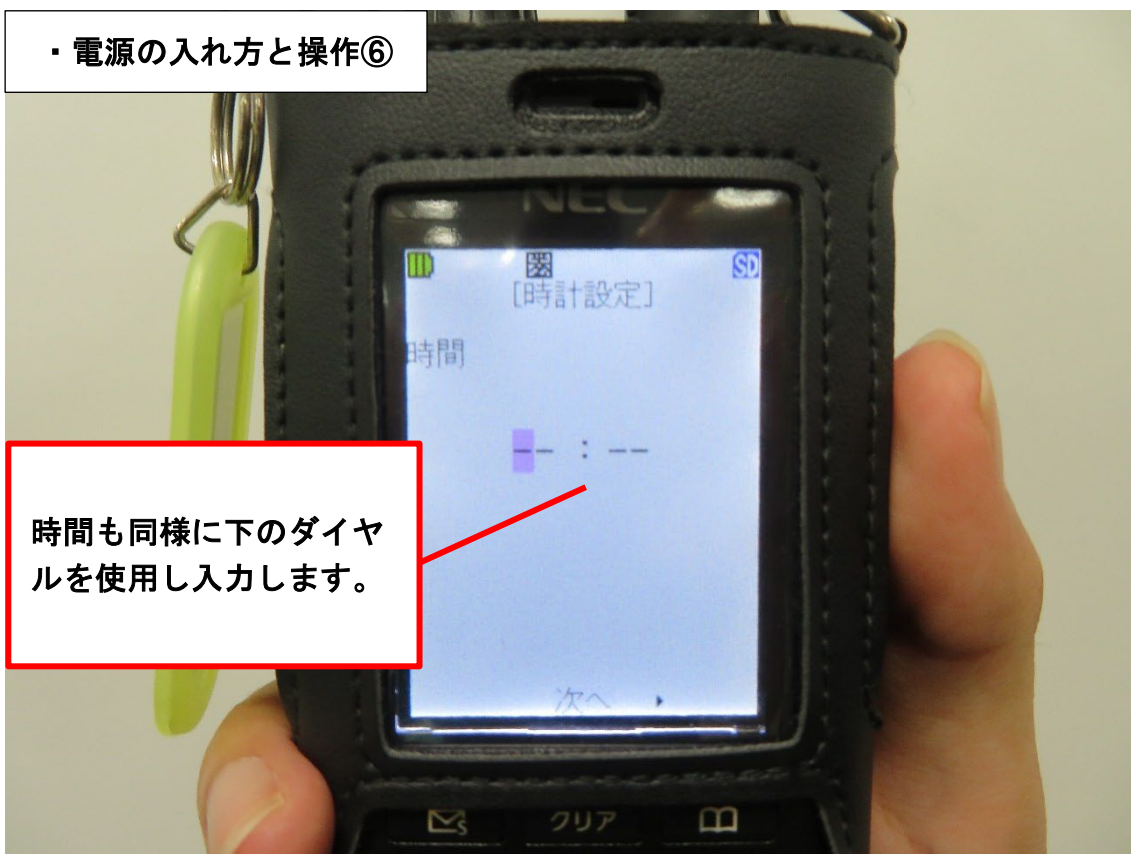 ・電源の入れ方と操作⑥
NEC
SD
[時計設定]
時間
-- : --
時間も同様に下のダイヤ
ルを使用し入力します。
次へ
S
クリア